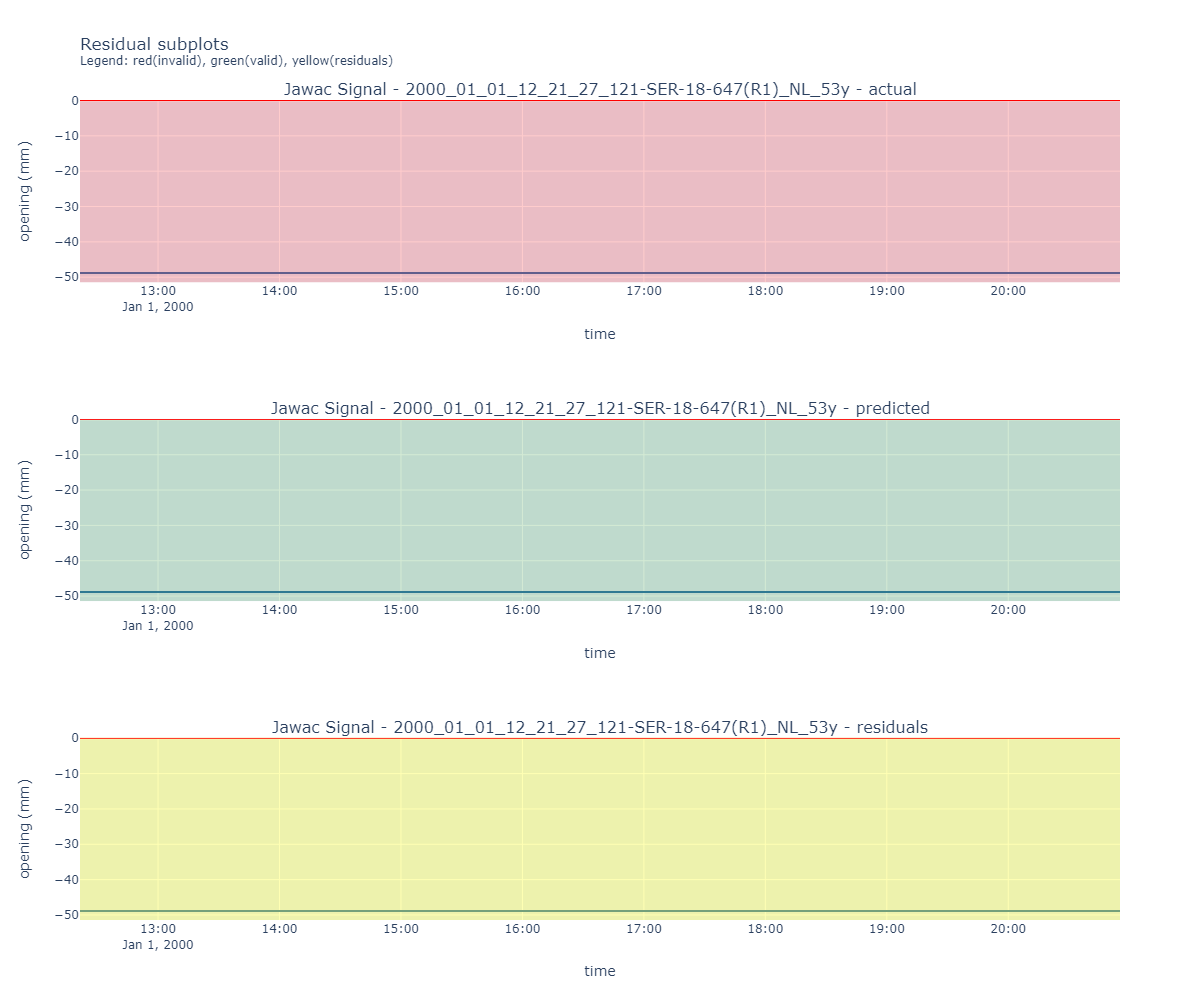 Residual subplots
Legend: red(invalid), green(valid), yellow(residuals)
Jawac Signal - 2000_01_01_12_21_27_121-SER-18-647(R1)_NL_53y - actual
0
−10
−20
−30
−40
−50
opening (mm)
13:00 14:00 15:00 16:00 17:00 18:00 19:00 20:00
Jan 1, 2000
time
Jawac Signal - 2000_01_01_12_21_27_121-SER-18-647(R1)_NL_53y - predicted
0
−10
−20
−30
−40
−50
opening (mm)
13:00 14:00 15:00 16:00 17:00 18:00 19:00 20:00
Jan 1, 2000
time
Jawac Signal - 2000_01_01_12_21_27_121-SER-18-647(R1)_NL_53y - residuals
0
−10
−20
−30
−40
−50
opening (mm)
13:00 14:00 15:00 16:00 17:00 18:00 19:00 20:00
Jan 1, 2000
time